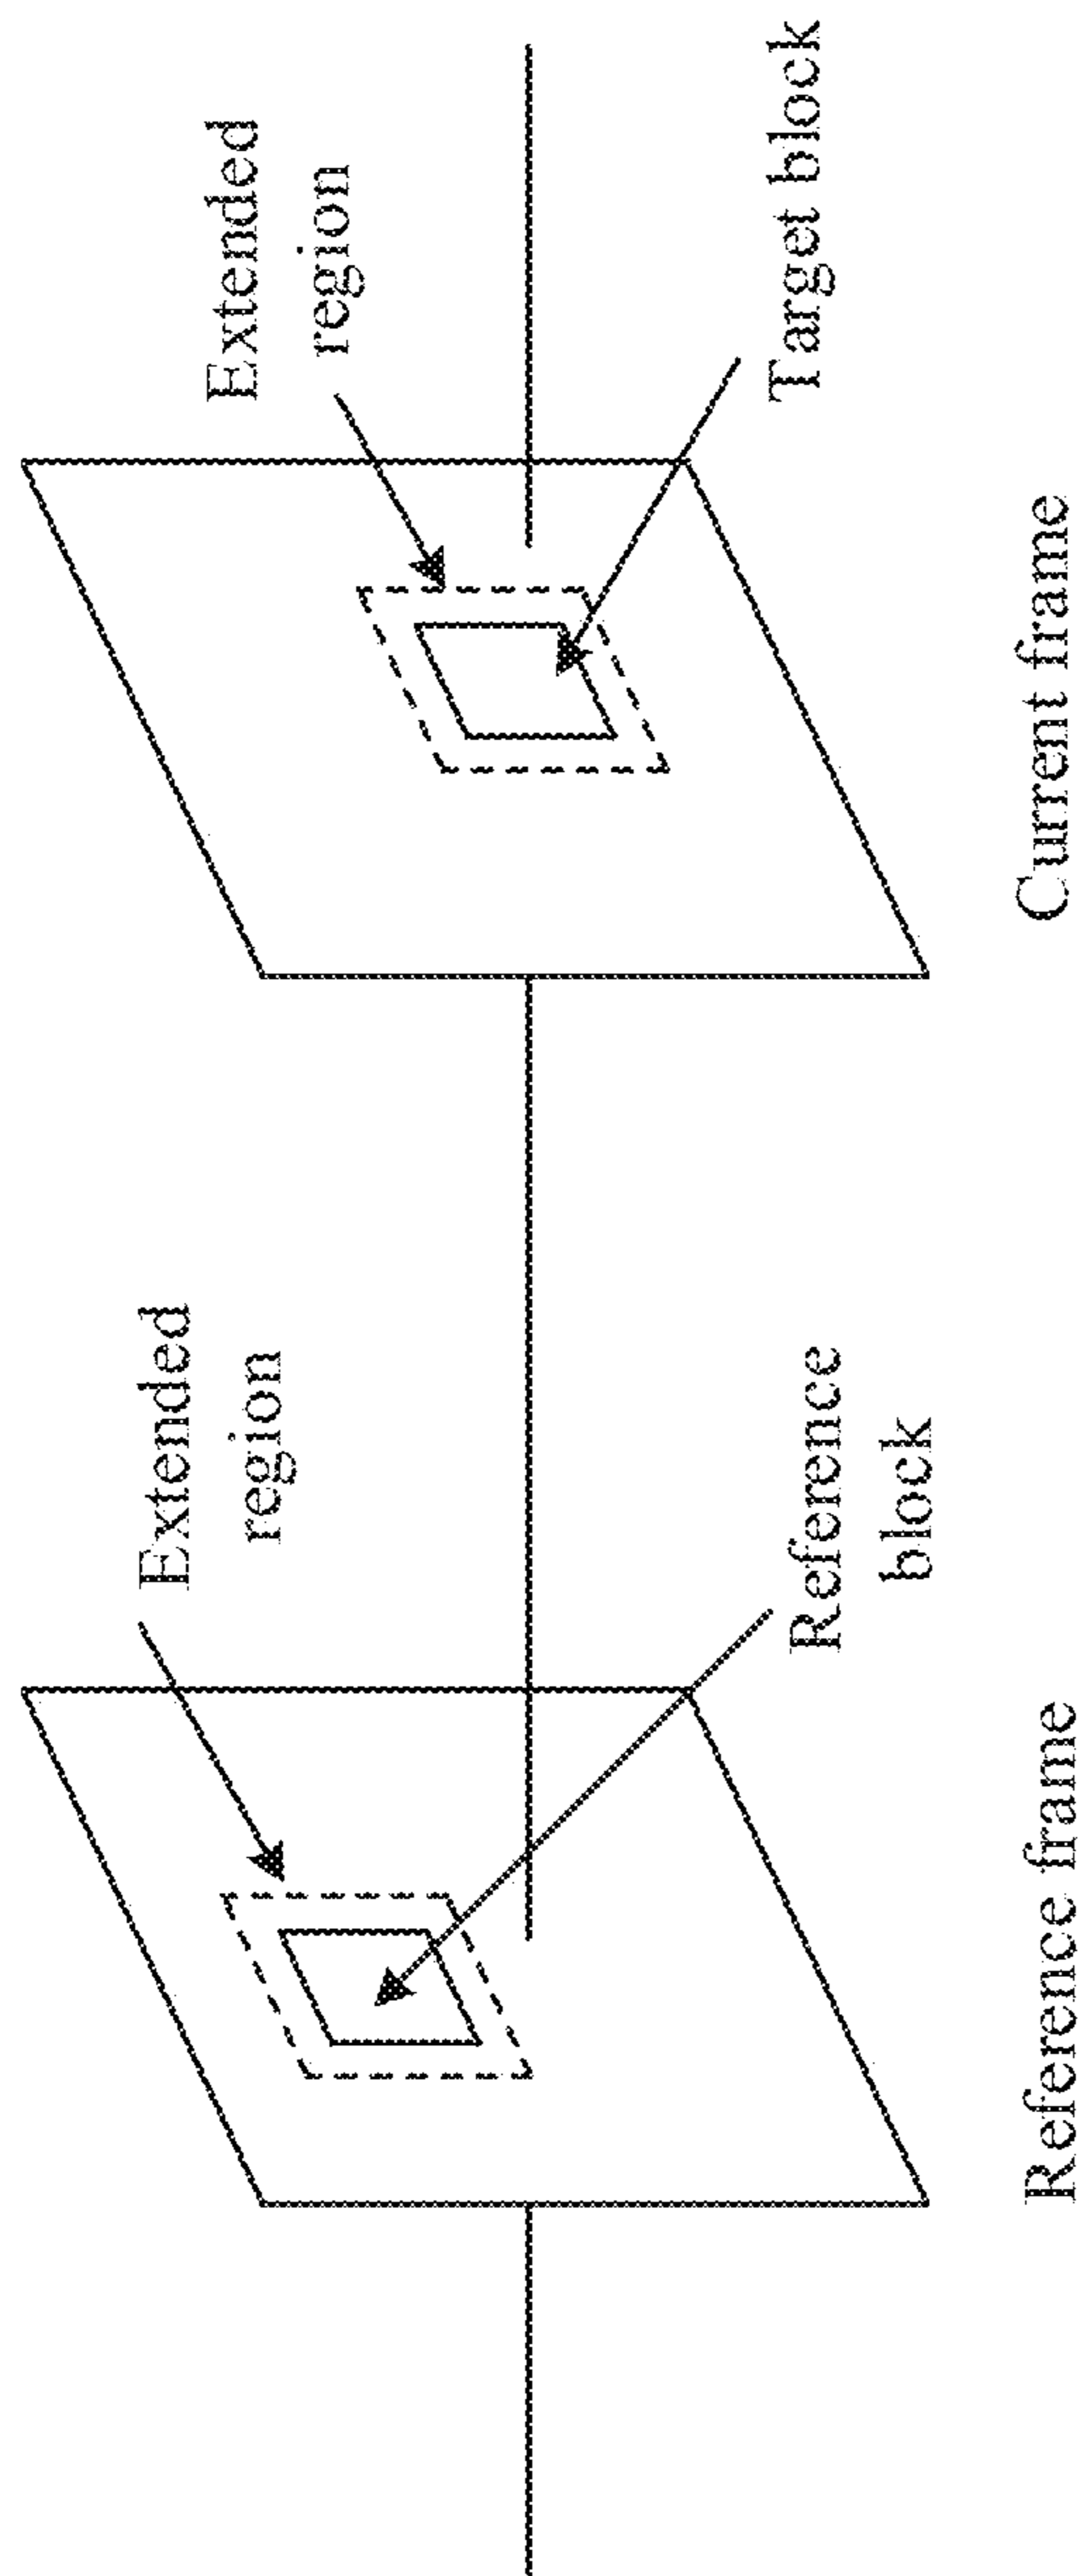 Extended
region
Reference
block
Reference frame
Extended
region
Target block
Current frame